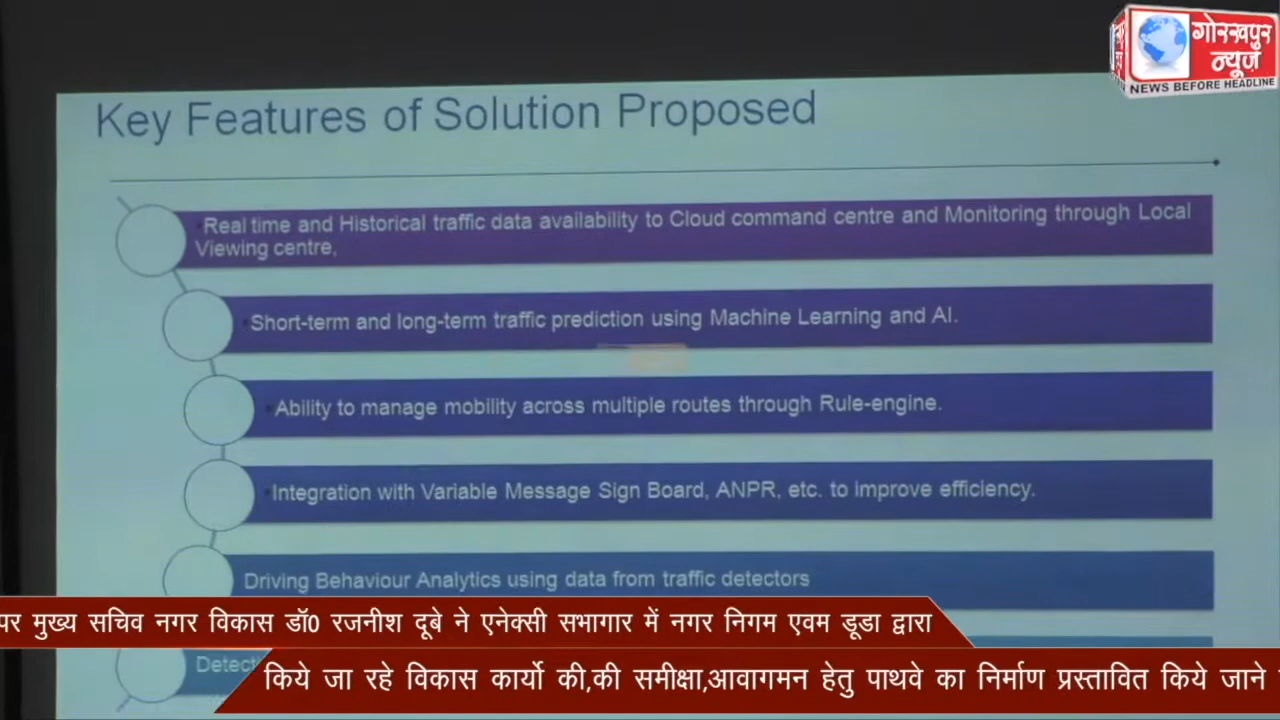 गोरखपुर
न्यूज़
NEWS BEFORE HEADLINE
Key Features of Solution Proposed
Real time and Historical traffic data availability to Cloud command centre and Monitoring through Local
Viewing centre,
Short-term and long-term traffic prediction using Machine Learning and AI.
Ability to manage mobility across multiple routes through Rule-engine.
Integration with Variable Message Sign Board, ANPR, etc. to improve efficiency.
Driving Behaviour Analytics using data from traffic detectors
पर मुख्य सचिव नगर विकास डॉ0 रजनीश दूबे ने एनेक्सी सभागार में नगर निगम एवम डूडा द्वारा
किये जा रहे विकास कार्यो की,की समीक्षा,आवागमन हेतु पाथवे का निर्माण प्रस्तावित किये जाने